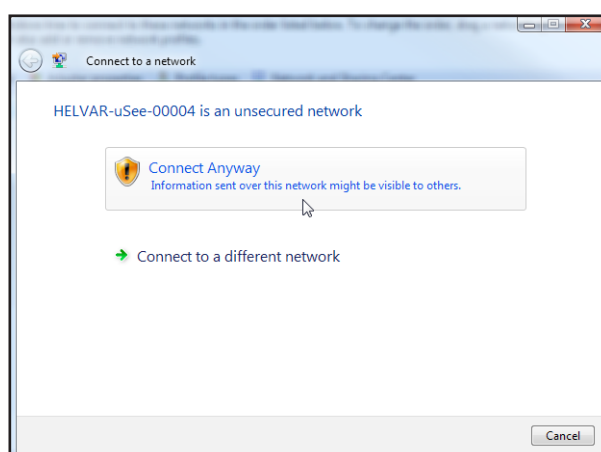 Connect to a network
HELVAR-uSee-00004 is an unsecured network
Connect Anyway
Information sent over this network might be visible to others.
Connect to a different network
Cancel